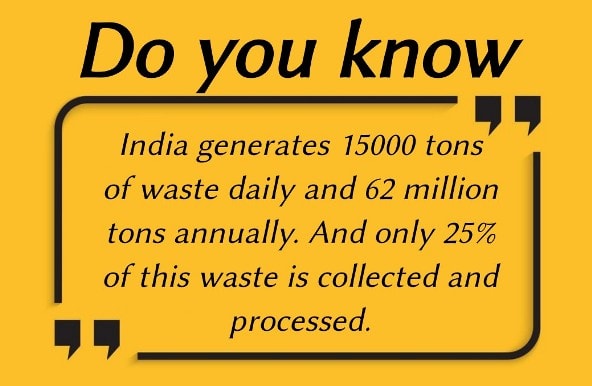 Do you know
India generates 15000 tons
of waste daily and 62 million
tons annually. And only 25%
of this waste is collected and
processed.